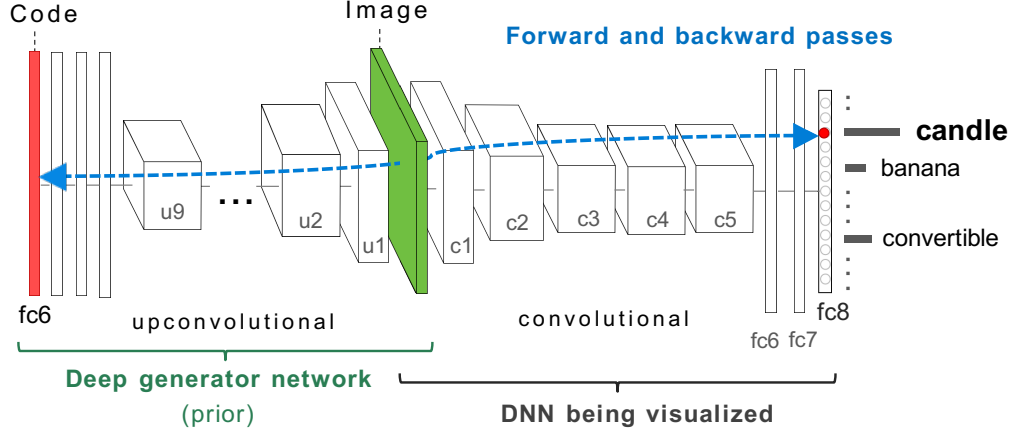 Code
Image
Forward and backward passes
candle
banana
convertible
u9
...
u2
u1
c1
c2
c3
c4
c5
fc6
upconvolutional
convolutional
fc6
fc7
fc8
Deep generator network
(prior)
DNN being visualized